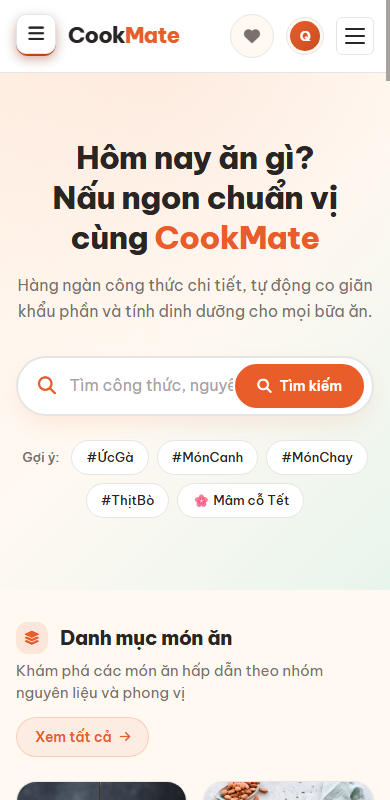 CookMate
Q
Hôm nay ăn gì?
Nấu ngon chuẩn vị
cùng CookMate
Hàng ngàn công thức chi tiết, tự động co giãn
khẩu phần và tính dinh dưỡng cho mọi bữa ăn.
Tìm công thức, nguyê
Tìm kiếm
Gợi ý: #ỨcGà #MónCanh #MónChay
#ThịtBò 🌸 Mâm cỗ Tết
Danh mục món ăn
Khám phá các món ăn hấp dẫn theo nhóm
nguyên liệu và phong vị
Xem tất cả →